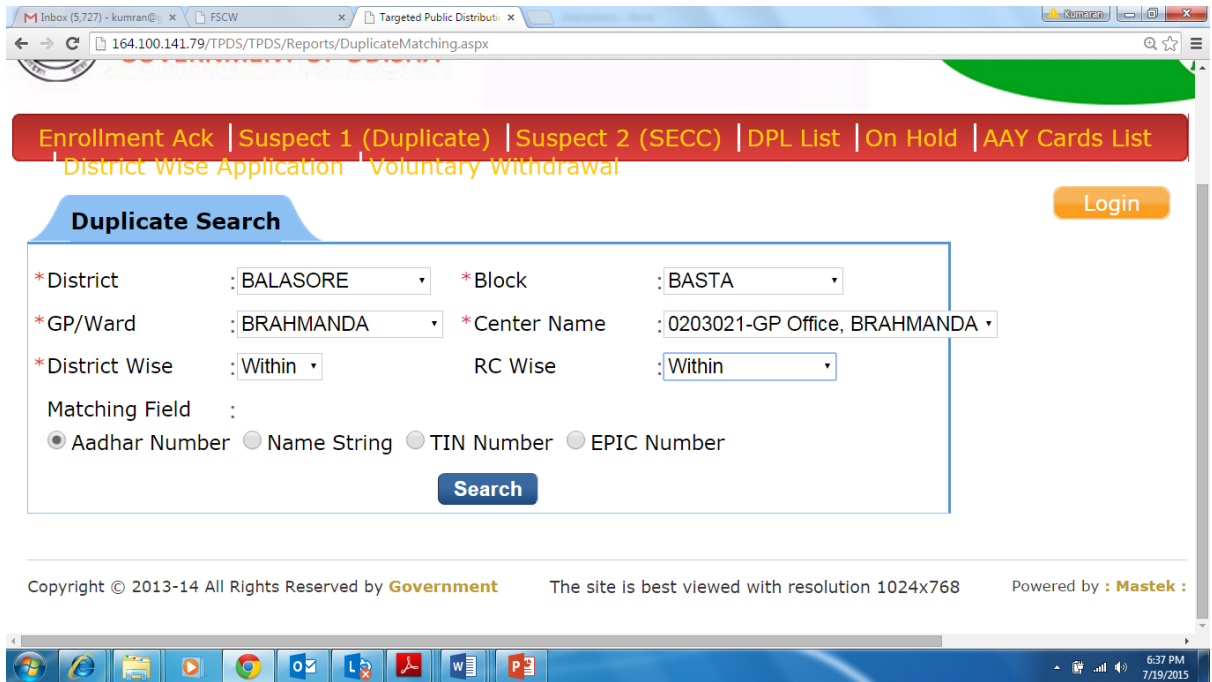 Inbox (5,727) - kumran@g
FSCW
Targeted Public Distributi
Kumaran
164.100.141.79/TPDS/TPDS/Reports/DuplicateMatching.aspx
GOVERNMENT OF ODISHA
Enrollment Ack | Suspect 1 (Duplicate) | Suspect 2 (SECC) | DPL List | On Hold | AAY Cards List
| District Wise Application | Voluntary Withdrawal
Login
Duplicate Search
*District : BALASORE *Block : BASTA
*GP/Ward : BRAHMANDA *Center Name : 0203021-GP Office, BRAHMANDA
*District Wise : Within RC Wise : Within
Matching Field :
Aadhar Number Name String TIN Number EPIC Number
Search
Copyright © 2013-14 All Rights Reserved by Government The site is best viewed with resolution 1024x768 Powered by : Mastek :
6:37 PM
7/19/2015